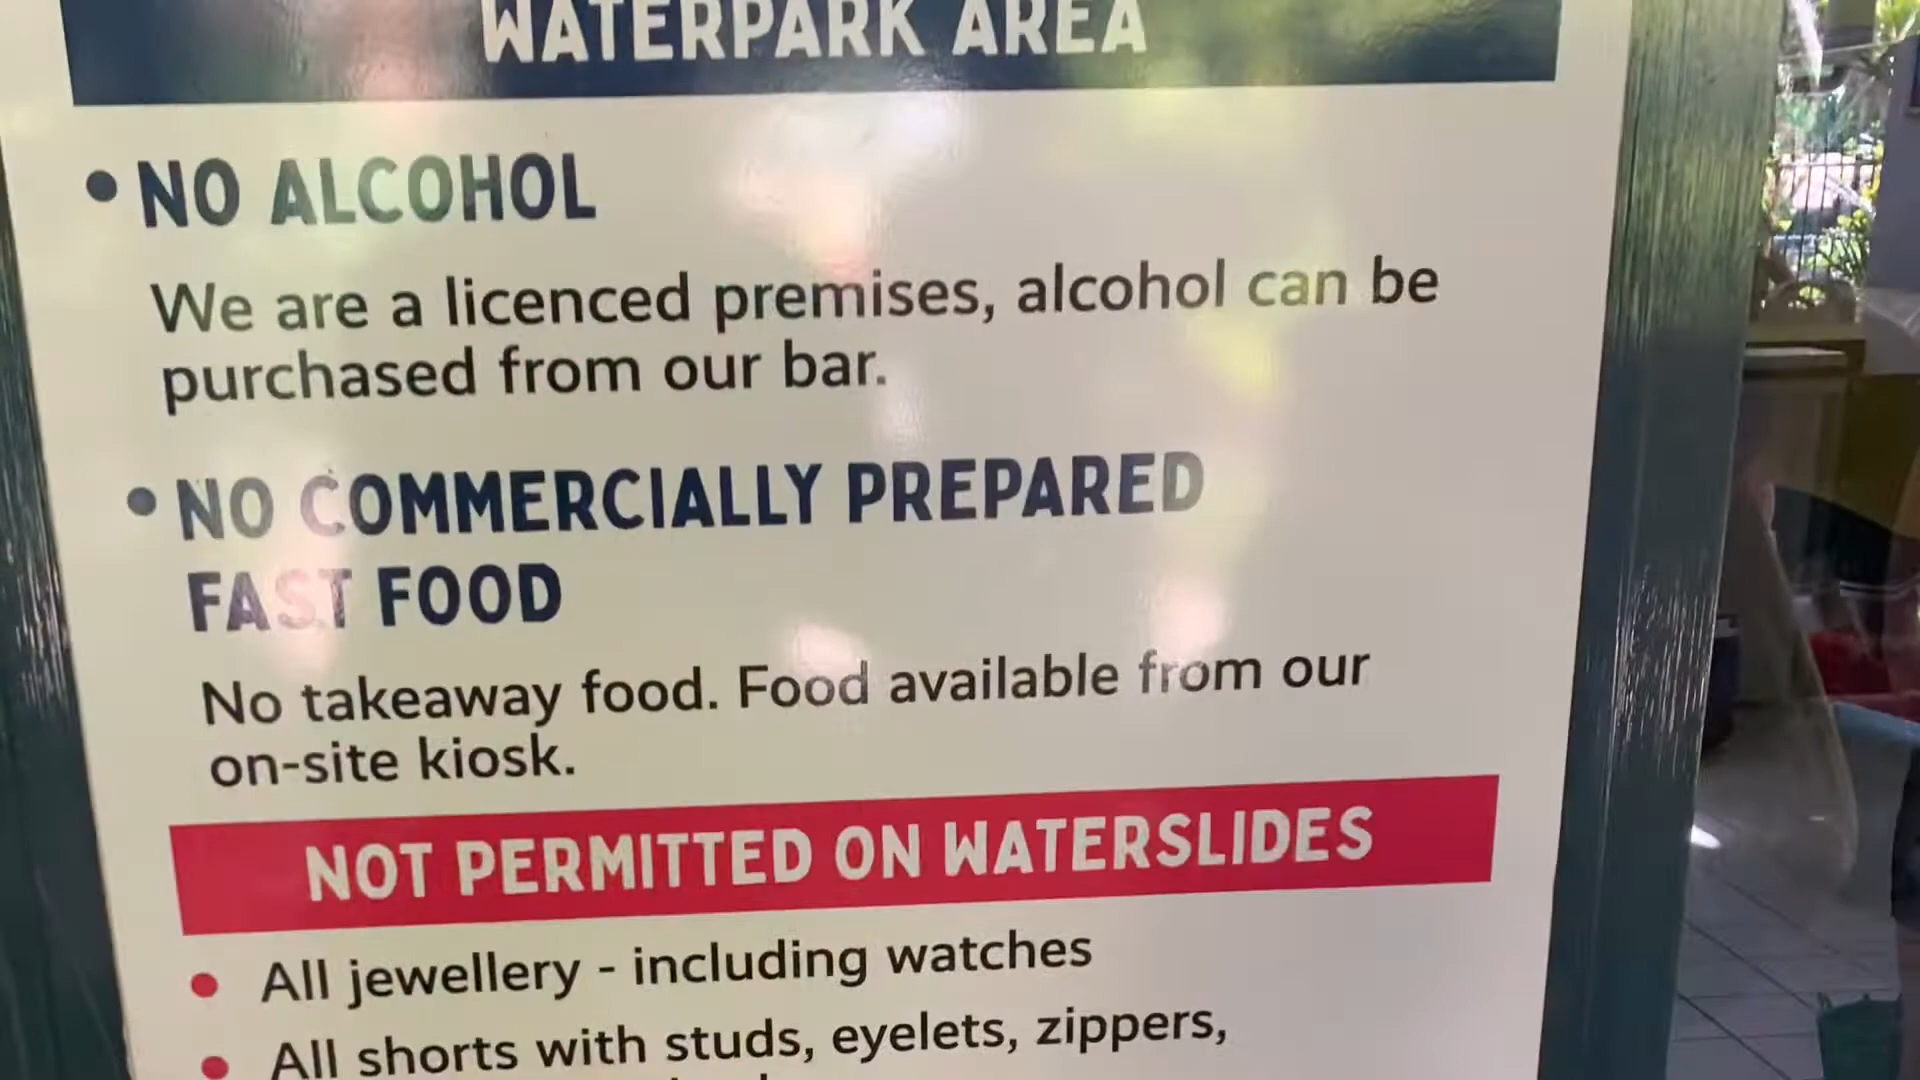 WATERPARK AREA
• NO ALCOHOL
We are a licenced premises, alcohol can be
purchased from our bar.
• NO COMMERCIALLY PREPARED
FAST FOOD
No takeaway food. Food available from our
on-site kiosk.
NOT PERMITTED ON WATERSLIDES
• All jewellery - including watches
• All shorts with studs, eyelets, zippers,